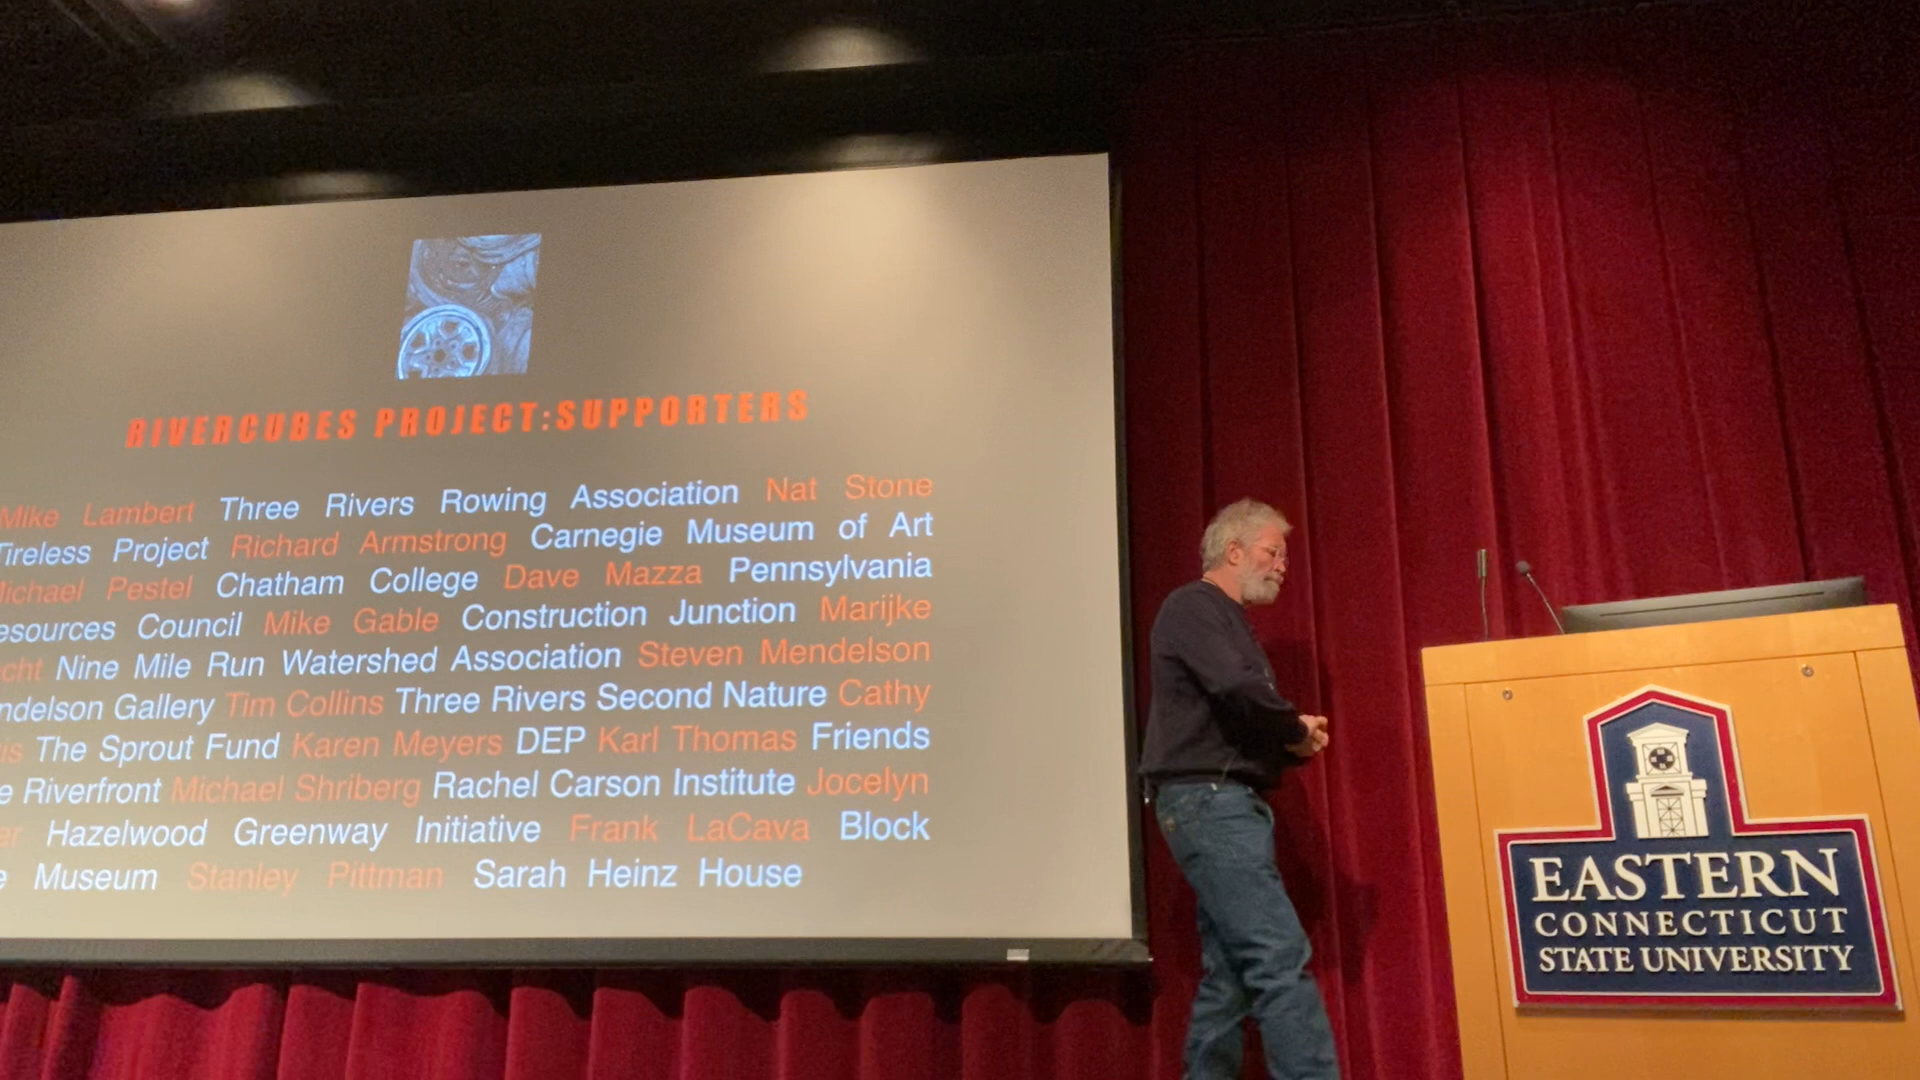 RIVERCUBES PROJECT:SUPPORTERS
Mike Lambert Three Rivers Rowing Association Nat Stone
Tireless Project Richard Armstrong Carnegie Museum of Art
Michael Pestel Chatham College Dave Mazza Pennsylvania
esources Council Mike Gable Construction Junction Marijke
cht Nine Mile Run Watershed Association Steven Mendelson
ndelson Gallery Tim Collins Three Rivers Second Nature Cathy
is The Sprout Fund Karen Meyers DEP Karl Thomas Friends
e Riverfront Michael Shriberg Rachel Carson Institute Jocelyn
er Hazelwood Greenway Initiative Frank LaCava Block
e Museum Stanley Pittman Sarah Heinz House
EASTERN
CONNECTICUT
STATE UNIVERSITY